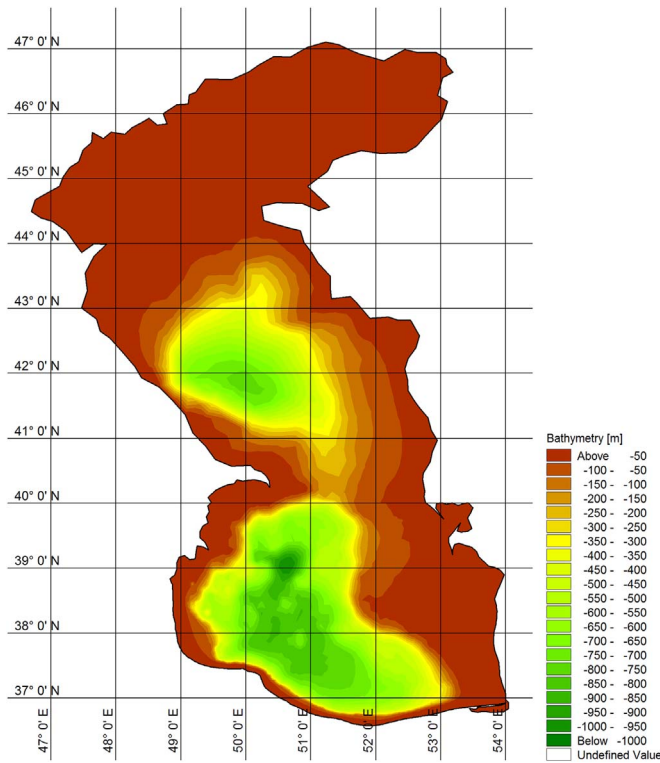 47° 0' N
46° 0' N
45° 0' N
44° 0' N
43° 0' N
42° 0' N
41° 0' N
40° 0' N
39° 0' N
38° 0' N
37° 0' N
47° 0' E
48° 0' E
49° 0' E
50° 0' E
51° 0' E
52° 0' E
53° 0' E
54° 0' E
Bathymetry [m]
Above -50
-100 - -50
-150 - -100
-200 - -150
-250 - -200
-300 - -250
-350 - -300
-400 - -350
-450 - -400
-500 - -450
-550 - -500
-600 - -550
-650 - -600
-700 - -650
-750 - -700
-800 - -750
-850 - -800
-900 - -850
-950 - -900
-1000 - -950
Below -1000
Undefined Value